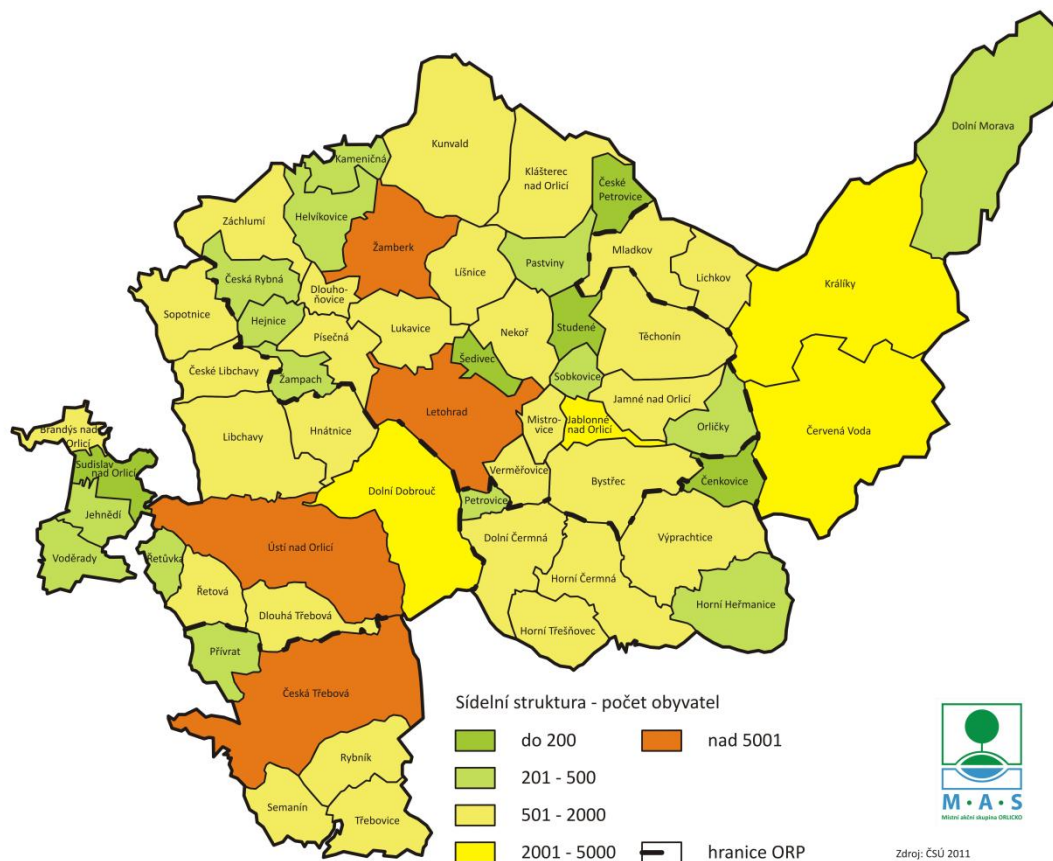 Dolní Morava
Kunvald
Kameničná
Klášterec
nad Orlicí
České
Petrovice
Helvíkovice
Záchlumí
Žamberk
Mladkov
Líšnice
Pastviny
Lichkov
Česká Rybná
Dlouho-
ňovice
Králíky
Sopotnice
Hejnice
Písečná
Lukavice
Nekoř
Studené
Těchonín
Šedivec
České Libchavy
Žampach
Sobkovice
Letohrad
Jamné nad Orlicí
Libchavy
Hnátnice
Mistro-
vice
Jablonné
nad Orlicí
Orličky
Červená Voda
Brandýs nad
Orlicí
Sudislav
nad Orlicí
Verměřovice
Bystřec
Čenkovice
Dolní Dobrouč
Petrovice
Jehnědí
Ústí nad Orlicí
Dolní Čermná
Výprachtice
Voděrady
Řetůvka
Řetová
Horní Čermná
Dlouhá Třebová
Horní Heřmanice
Horní Třešňovec
Přívrat
Česká Třebová
Rybník
Semanín
Třebovice
Sídelní struktura - počet obyvatel
do 200
nad 5001
201 - 500
501 - 2000
2001 - 5000
hranice ORP
M·A·S
Místní akční skupina ORLICKO
Zdroj: ČSÚ 2011